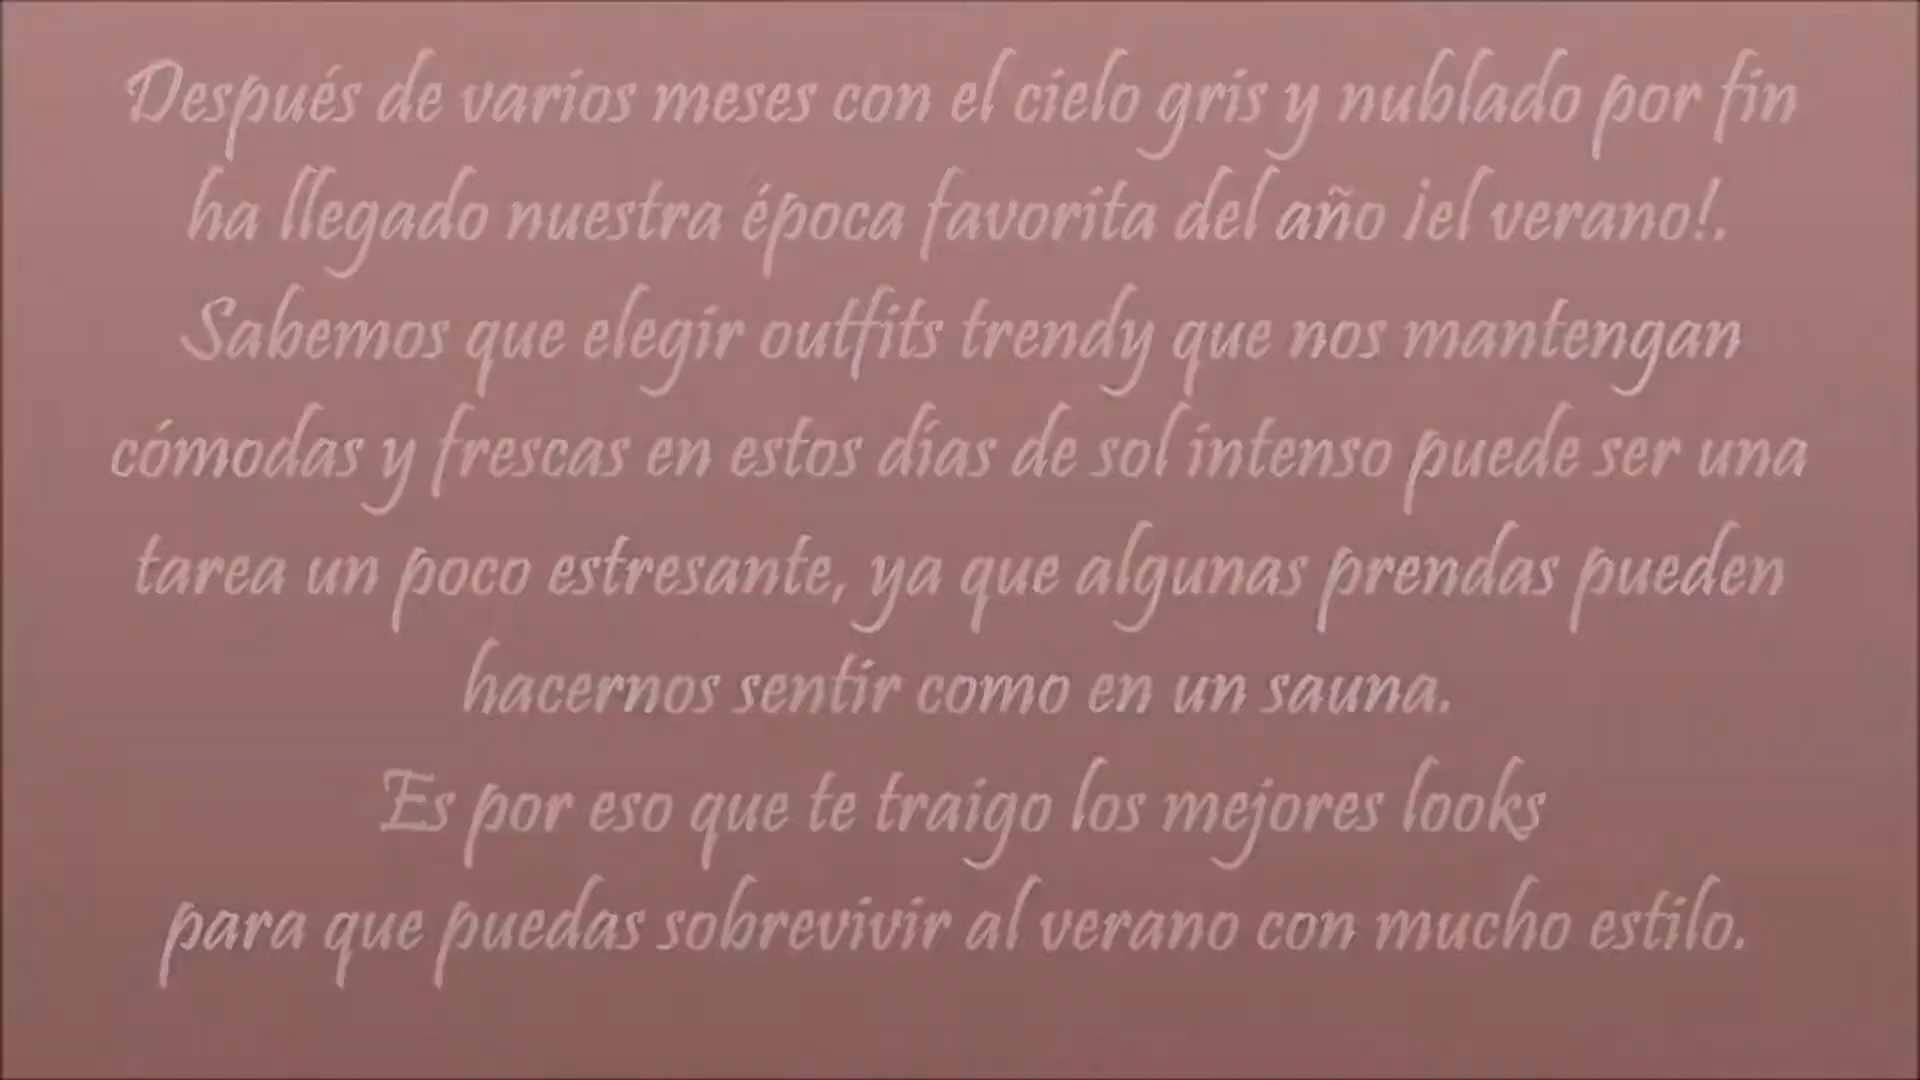 Después de varios meses con el cielo gris y nublado por fin
ha llegado nuestra época favorita del año ¡el verano!.
Sabemos que elegir outfits trendy que nos mantengan
cómodas y frescas en estos días de sol intenso puede ser una
tarea un poco estresante, ya que algunas prendas pueden
hacernos sentir como en un sauna.
Es por eso que te traigo los mejores looks
para que puedas sobrevivir al verano con mucho estilo.